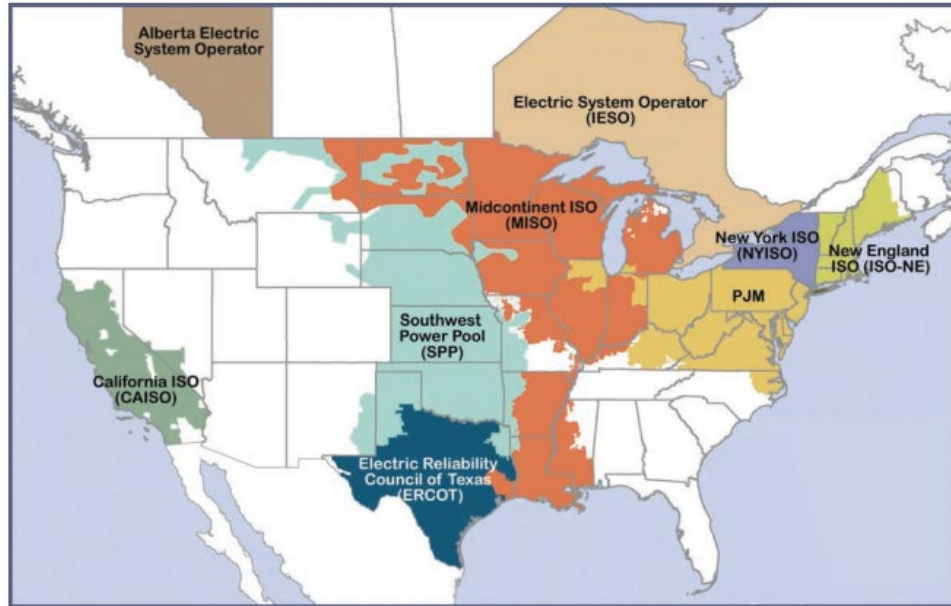 Alberta Electric
System Operator
Electric System Operator
(IESO)
Midcontinent ISO
(MISO)
New York ISO
(NYISO)
New England
ISO (ISO-NE)
PJM
Southwest
Power Pool
(SPP)
California ISO
(CAISO)
Electric Reliability
Council of Texas
(ERCOT)